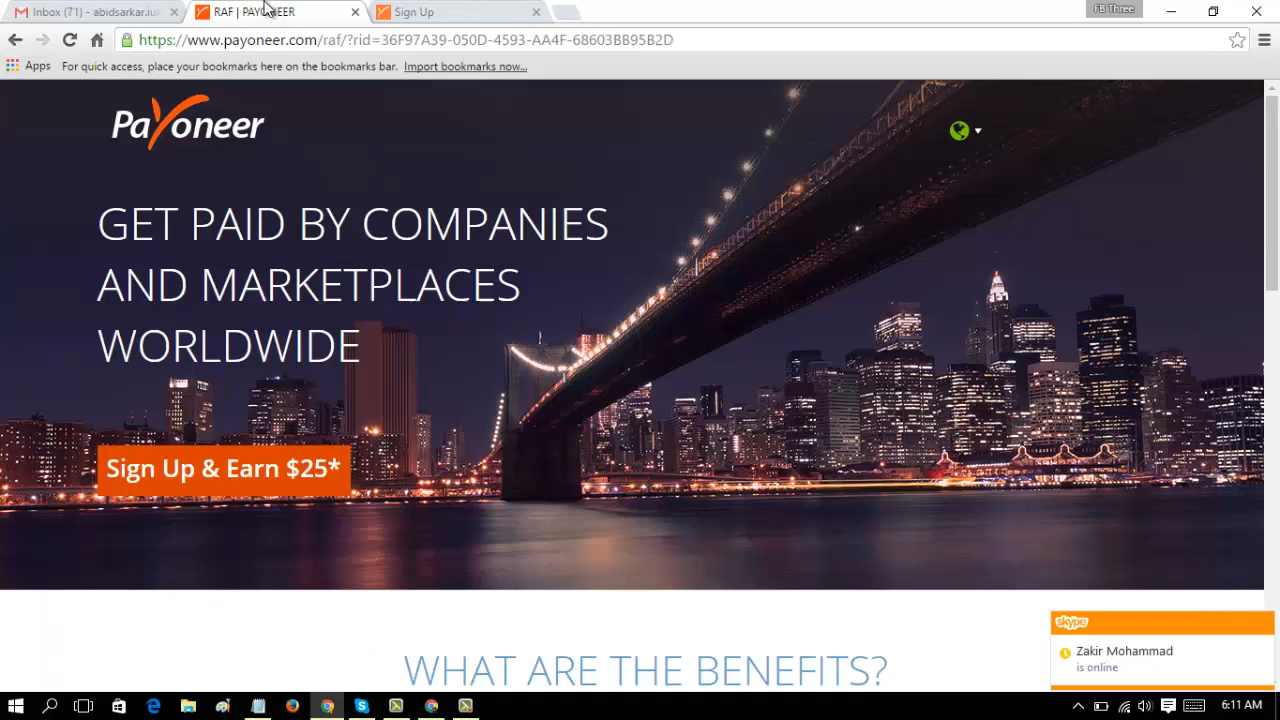 Inbox (71) - abidsarkar.iu
RAF | PAYONEER
Sign Up
FB Three
https://www.payoneer.com/raf/?rid=36F97A39-050D-4593-AA4F-68603BB95B2D
Apps
For quick access, place your bookmarks here on the bookmarks bar. Import bookmarks now...
Payoneer
GET PAID BY COMPANIES
AND MARKETPLACES
WORLDWIDE
Sign Up & Earn $25*
WHAT ARE THE BENEFITS?
skype
Zakir Mohammad
is online
6:11 AM